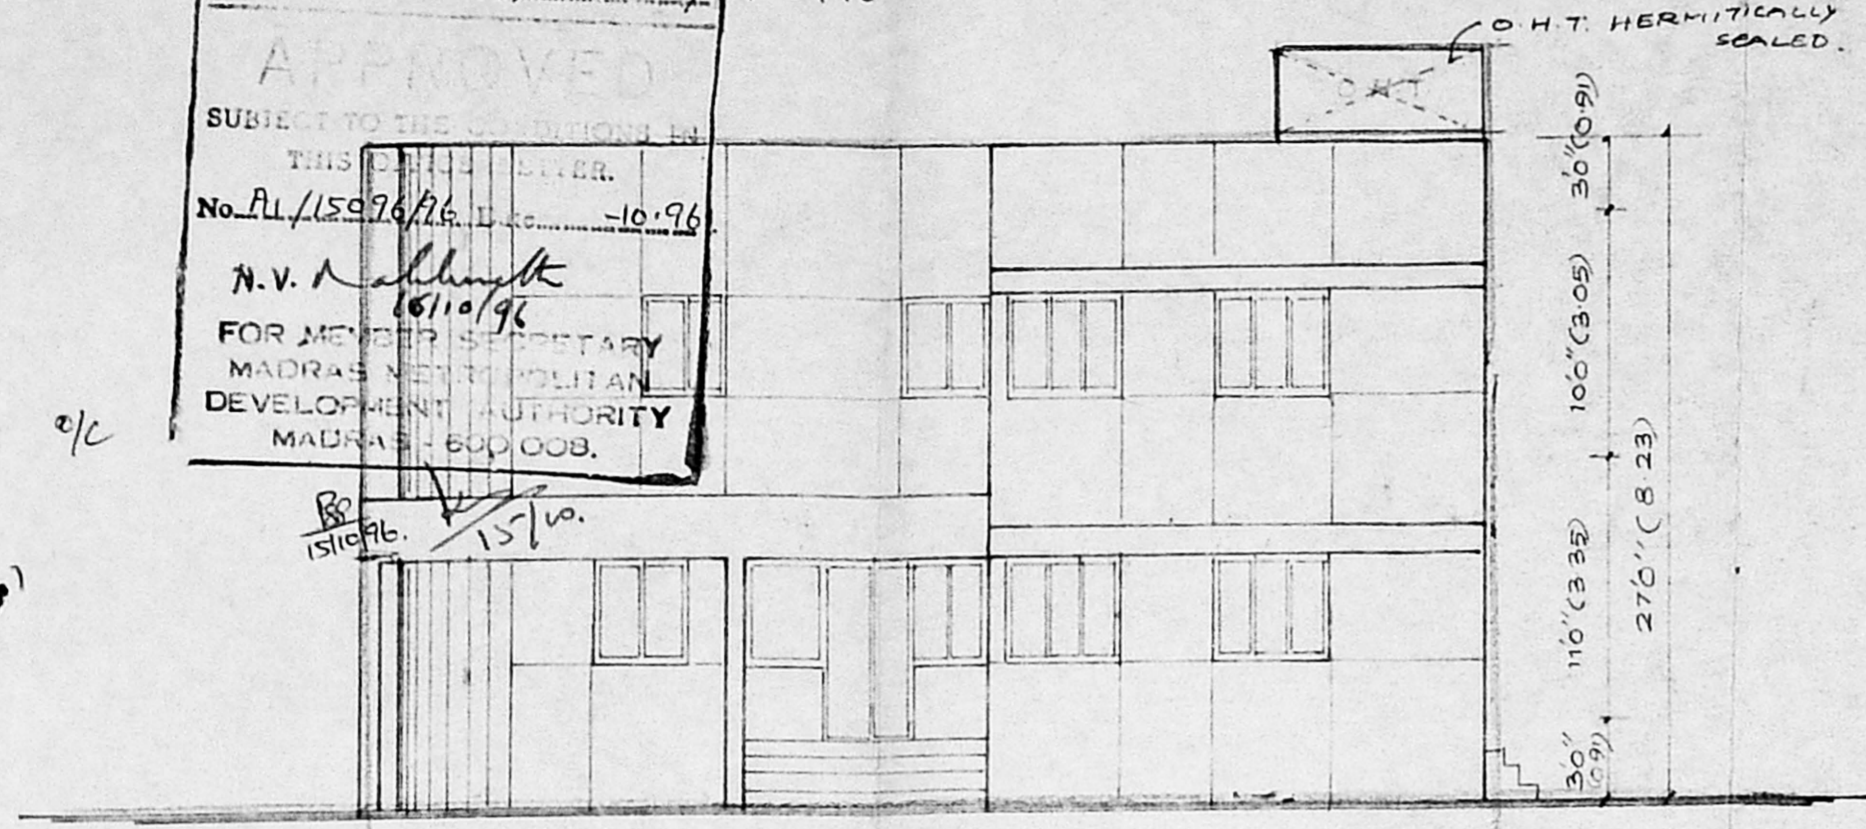 APPROVED
SUBJECT TO THE CONDITIONS IN
THIS OFFICE LETTER.
No A1/15096/96 Date -10.96.
N.V.
16/10/96
FOR MEMBER SECRETARY
MADRAS METROPOLITAN
DEVELOPMENT AUTHORITY
MADRAS - 600 008.
o/c
15/10/96.
15/10.
O.H.T. HERMITICALLY
SEALED.
O.H.T
3'0"(0.91)
10'0"(3.05)
11'0"(3.35)
3'0"
(0.91)
27'0"(8.23)